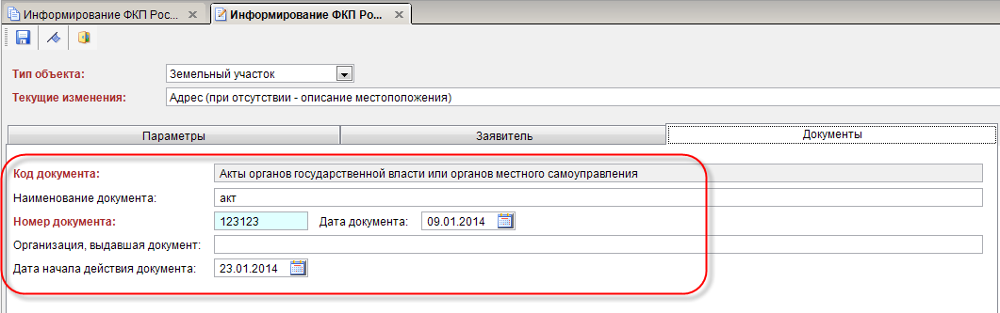 Информирование ФКП Рос... Информирование ФКП Ро...
Тип объекта: Земельный участок
Текущие изменения: Адрес (при отсутствии - описание местоположения)
Параметры Заявитель Документы
Код документа: Акты органов государственной власти или органов местного самоуправления
Наименование документа: акт
Номер документа: 123123 Дата документа: 09.01.2014
Организация, выдавшая документ:
Дата начала действия документа: 23.01.2014